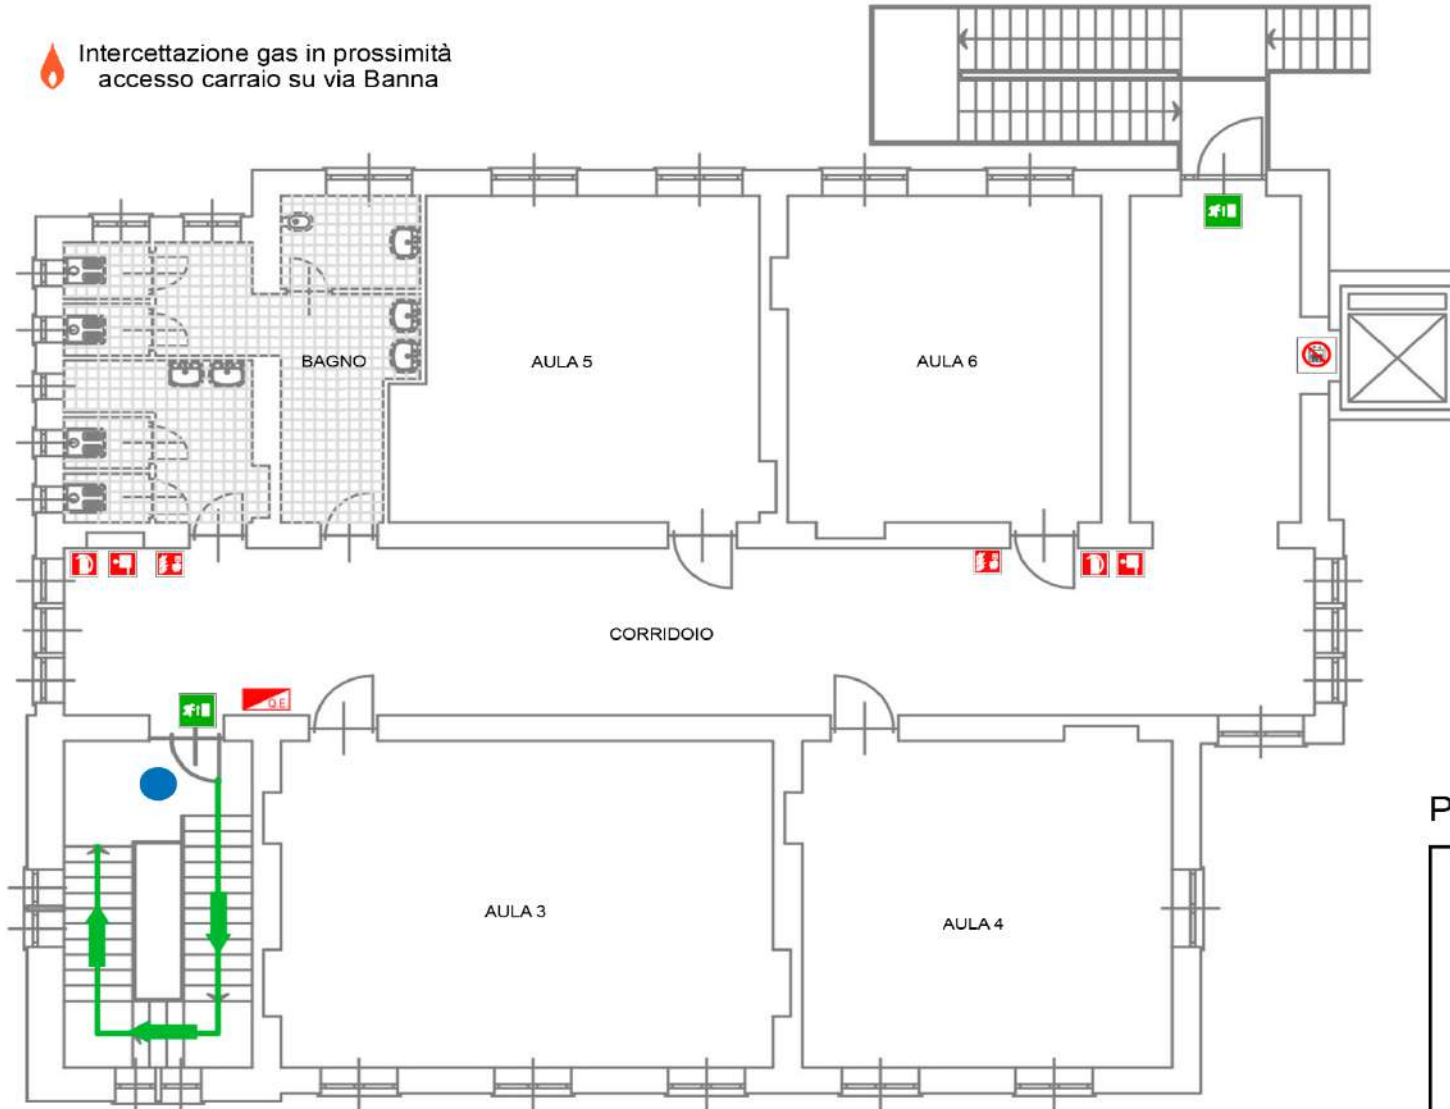 Intercettazione gas in prossimità
accesso carraio su via Banna
BAGNO
AULA 5
AULA 6
CORRIDOIO
Q.E
AULA 3
AULA 4
P